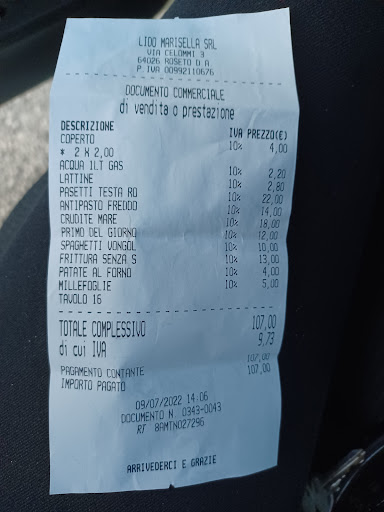 LIDO MARISELLA SRL
VIA CELOMMI 3
64026 ROSETO D A
P. IVA 00992110676
DOCUMENTO COMMERCIALE
di vendita o prestazione
DESCRIZIONE IVA PREZZO(€)
COPERTO 10% 4,00
* 2 X 2,00
ACQUA 1LT GAS 10% 2,20
LATTINE 10% 2,80
PASETTI TESTA RO 10% 22,00
ANTIPASTO FREDDO 10% 14,00
CRUDITE MARE 10% 18,00
PRIMO DEL GIORNO 10% 12,00
SPAGHETTI VONGOL 10% 10,00
FRITTURA SENZA S 10% 13,00
PATATE AL FORNO 10% 4,00
MILLEFOGLIE 10% 5,00
TAVOLO 16
TOTALE COMPLESSIVO 107,00
di cui IVA 9,73
PAGAMENTO CONTANTE 107,00
IMPORTO PAGATO 107,00
09/07/2022 14:06
DOCUMENTO N. 0343-0043
RT 8AMTN027296
ARRIVEDERCI E GRAZIE